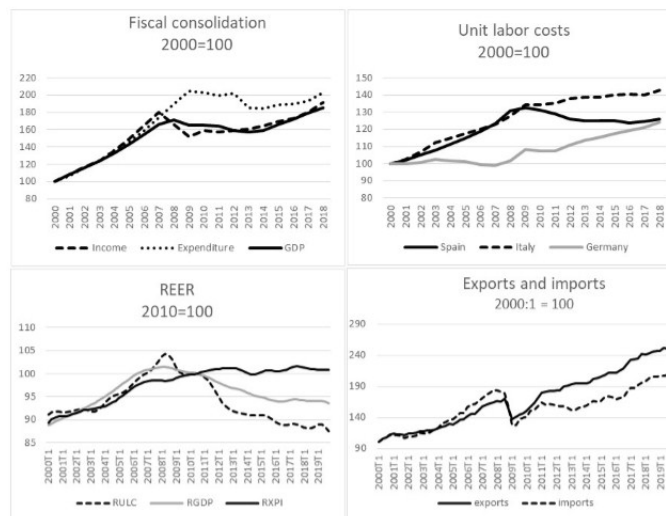 Fiscal consolidation
2000=100
220
200
180
160
140
120
100
80
2000
2001
2002
2003
2004
2005
2006
2007
2008
2009
2010
2011
2012
2013
2014
2015
2016
2017
2018
Income
Expenditure
GDP
Unit labor costs
2000=100
150
140
130
120
110
100
90
80
2000
2001
2002
2003
2004
2005
2006
2007
2008
2009
2010
2011
2012
2013
2014
2015
2016
2017
2018
Spain
Italy
Germany
REER
2010=100
110
105
100
95
90
85
2000T1
2001T1
2002T1
2003T1
2004T1
2005T1
2006T1
2007T1
2008T1
2009T1
2010T1
2011T1
2012T1
2013T1
2014T1
2015T1
2016T1
2017T1
2018T1
2019T1
RULC
RGDP
RXPI
Exports and imports
2000:1 = 100
290
240
190
140
90
2000T1
2001T1
2002T1
2003T1
2004T1
2005T1
2006T1
2007T1
2008T1
2009T1
2010T1
2011T1
2012T1
2013T1
2014T1
2015T1
2016T1
2017T1
2018T1
2019T1
exports
imports